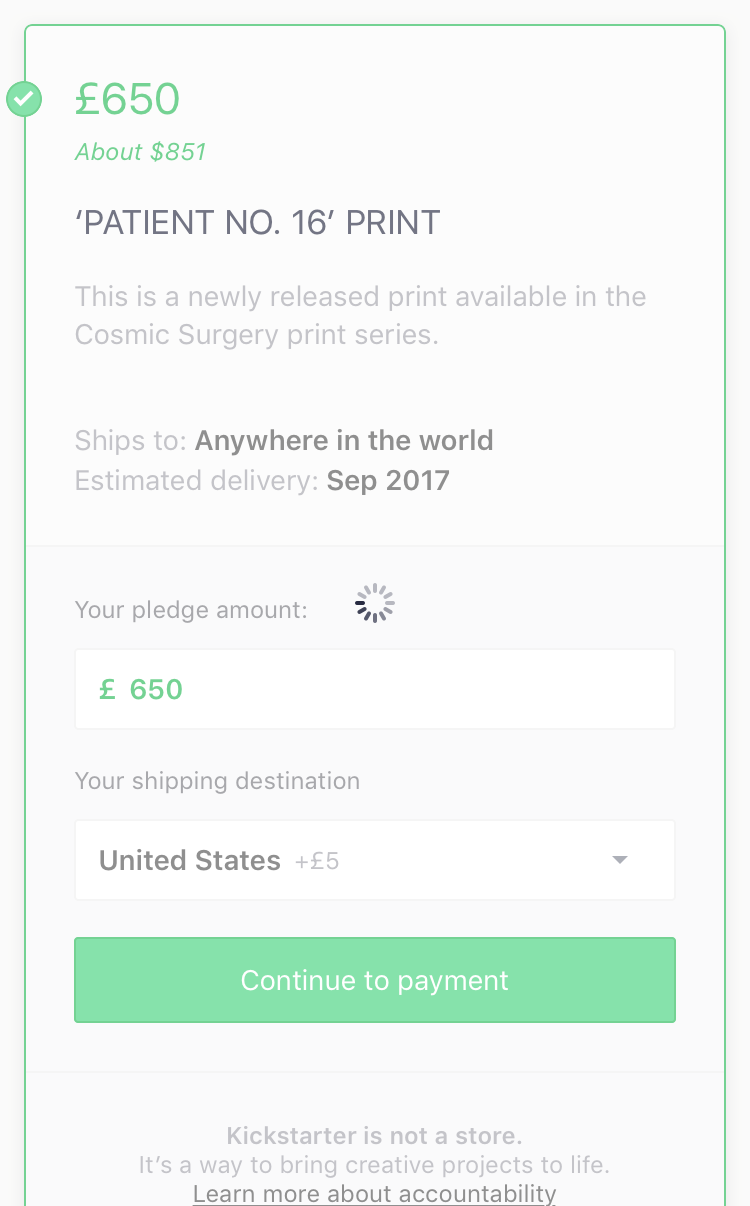 £650
About $851
‘PATIENT NO. 16’ PRINT
This is a newly released print available in the
Cosmic Surgery print series.
Ships to: Anywhere in the world
Estimated delivery: Sep 2017
Your pledge amount:
£ 650
Your shipping destination
United States +£5
Continue to payment
Kickstarter is not a store.
It’s a way to bring creative projects to life.
Learn more about accountability